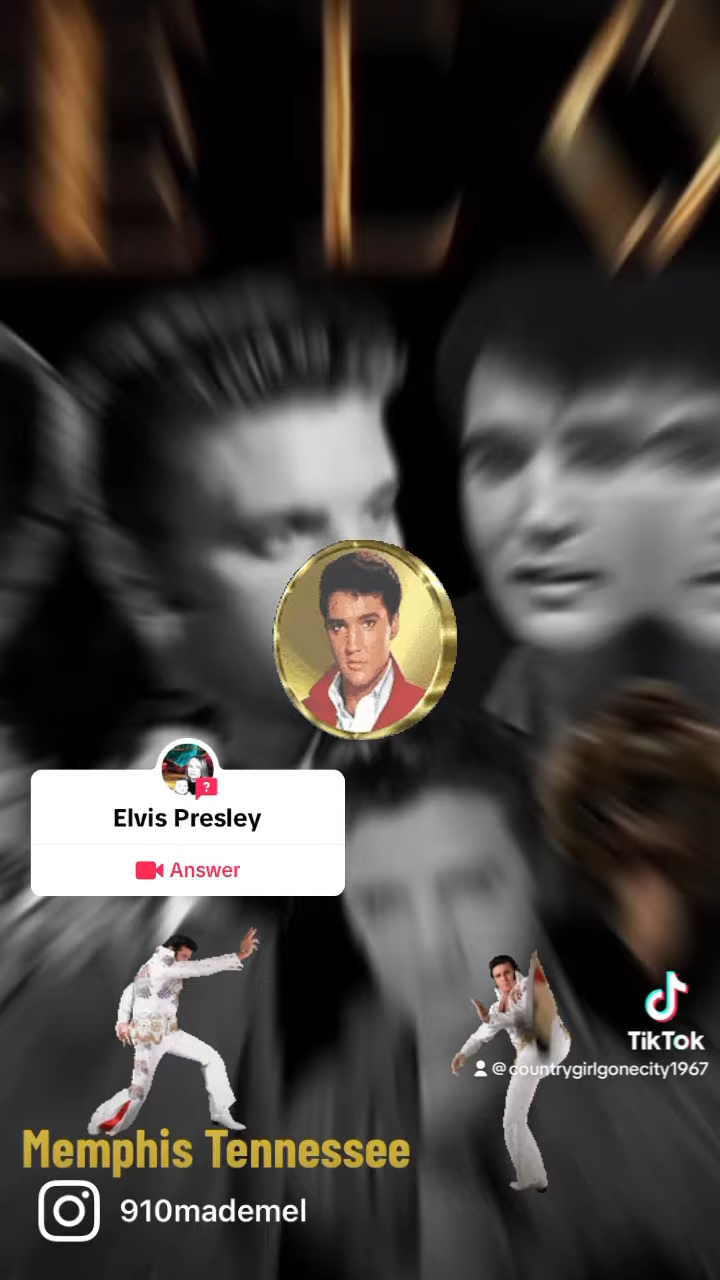 Elvis Presley
Answer
TikTok
@countrygirlgonecity1967
Memphis Tennessee
910mademel